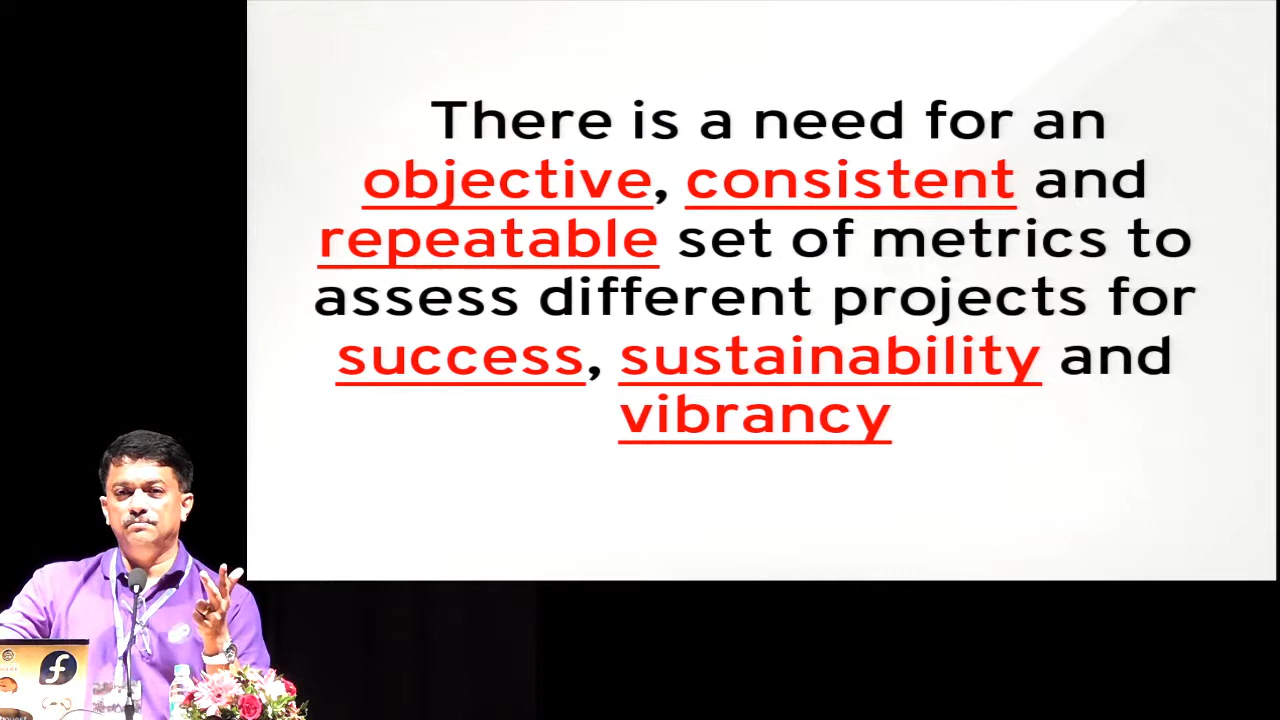 There is a need for an
objective, consistent and
repeatable set of metrics to
assess different projects for
success, sustainability and
vibrancy